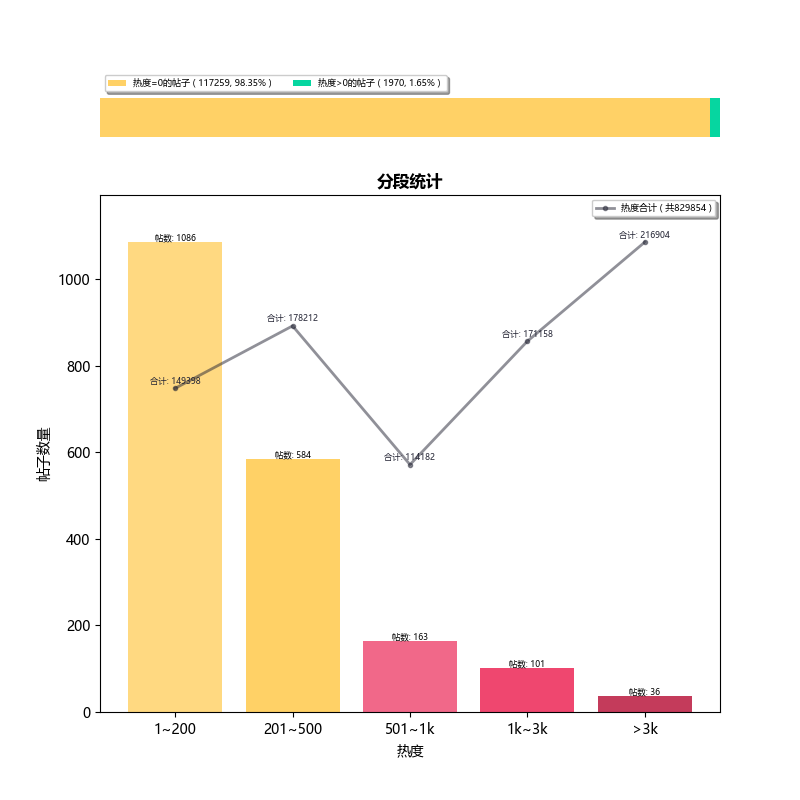 热度=0的帖子 ( 117259, 98.35% )
热度>0的帖子 ( 1970, 1.65% )
分段统计
热度合计 ( 共829854 )
帖数: 1086
合计: 216904
合计: 178212
合计: 171158
合计: 149398
帖数: 584
合计: 114182
帖数: 163
帖数: 101
帖数: 36
1000
800
600
400
200
0
帖子数量
1~200
201~500
501~1k
1k~3k
>3k
热度